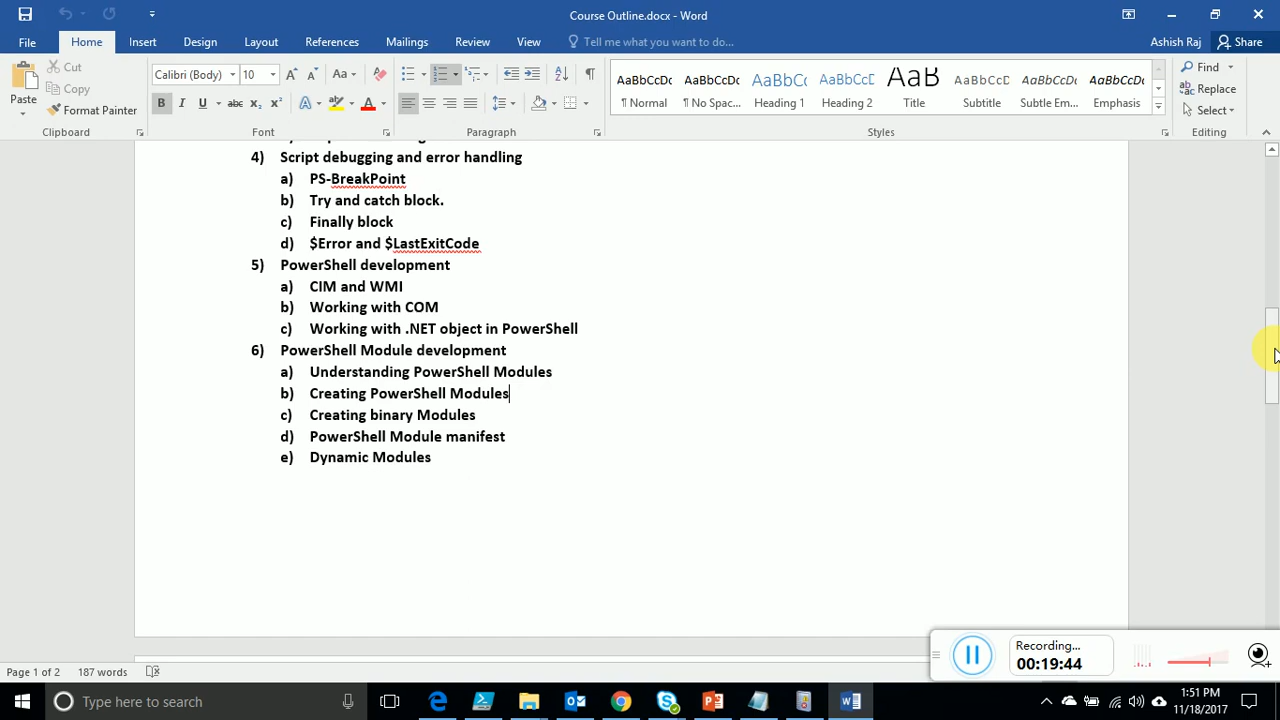 Course Outline.docx - Word
File Home Insert Design Layout References Mailings Review View Tell me what you want to do... Ashish Raj Share
Paste Cut Copy Format Painter
Clipboard
Calibri (Body) 10
Font
Paragraph
AaBbCcDc AaBbCcDc AaBbCc AaBbCcD AaB AaBbCcD AaBbCcDc AaBbCcDc
¶ Normal ¶ No Spac... Heading 1 Heading 2 Title Subtitle Subtle Em... Emphasis
Styles
Find
Replace
Select
Editing
4) Script debugging and error handling
a) PS-BreakPoint
b) Try and catch block.
c) Finally block
d) $Error and $LastExitCode
5) PowerShell development
a) CIM and WMI
b) Working with COM
c) Working with .NET object in PowerShell
6) PowerShell Module development
a) Understanding PowerShell Modules
b) Creating PowerShell Modules
c) Creating binary Modules
d) PowerShell Module manifest
e) Dynamic Modules
Recording...
00:19:44
Page 1 of 2 187 words
Type here to search
1:51 PM
11/18/2017